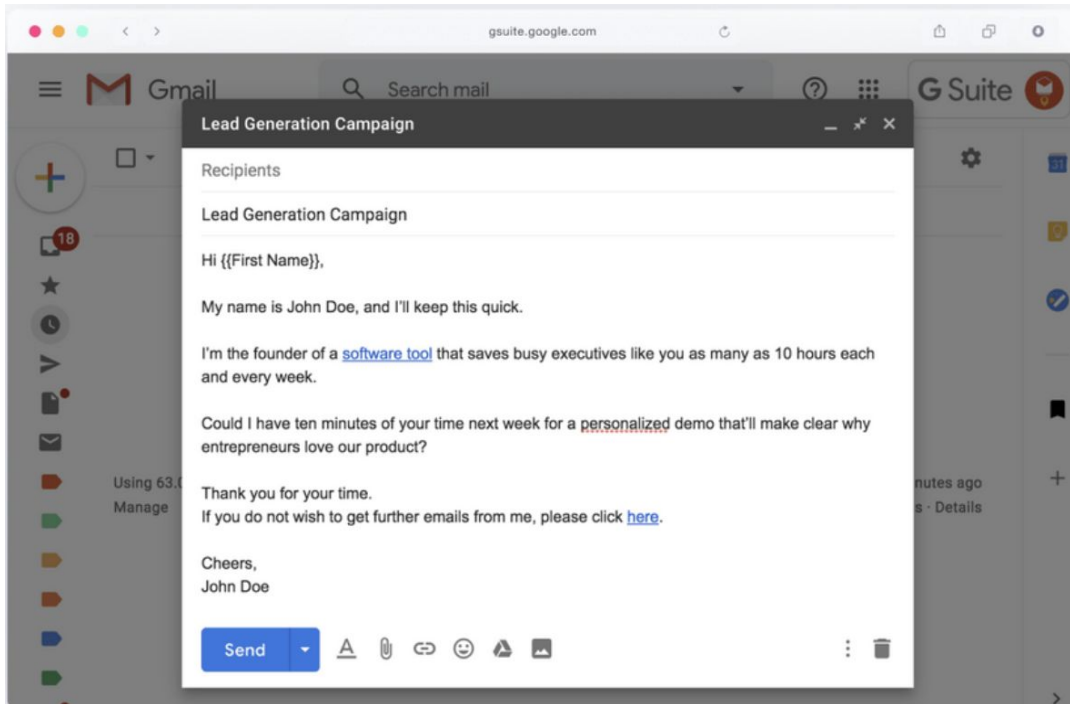 gsuite.google.com
Gmail
Search mail
G Suite
Lead Generation Campaign
Recipients
31
18
Lead Generation Campaign
Hi {{First Name}},
My name is John Doe, and I'll keep this quick.
I'm the founder of a software tool that saves busy executives like you as many as 10 hours each
and every week.
Could I have ten minutes of your time next week for a personalized demo that'll make clear why
entrepreneurs love our product?
Using 63.0
nutes ago
Thank you for your time.
Manage
s · Details
If you do not wish to get further emails from me, please click here.
Cheers,
John Doe
Send